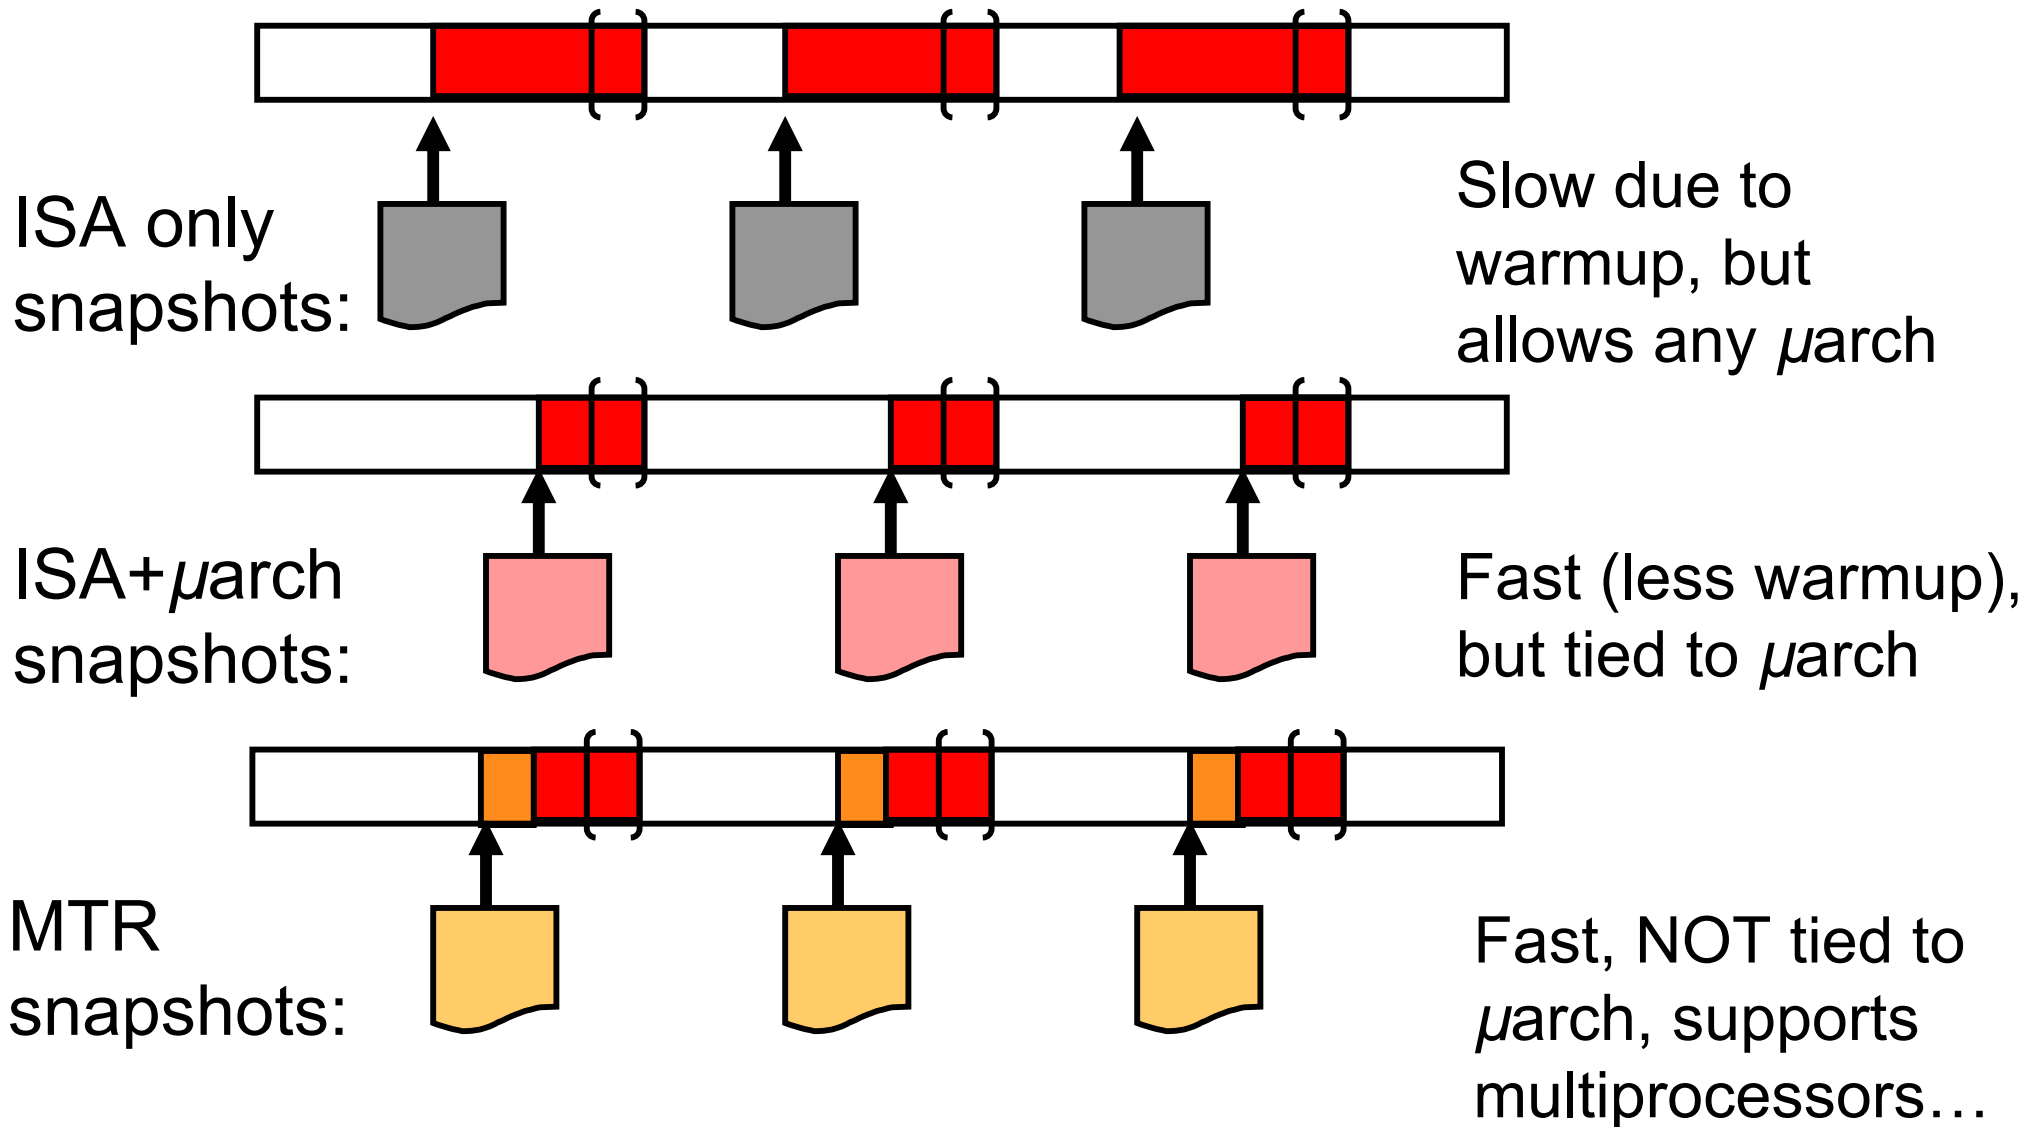 ISA only
snapshots:
Slow due to
warmup, but
allows any µarch
ISA+µarch
snapshots:
Fast (less warmup),
but tied to µarch
MTR
snapshots:
Fast, NOT tied to
µarch, supports
multiprocessors…